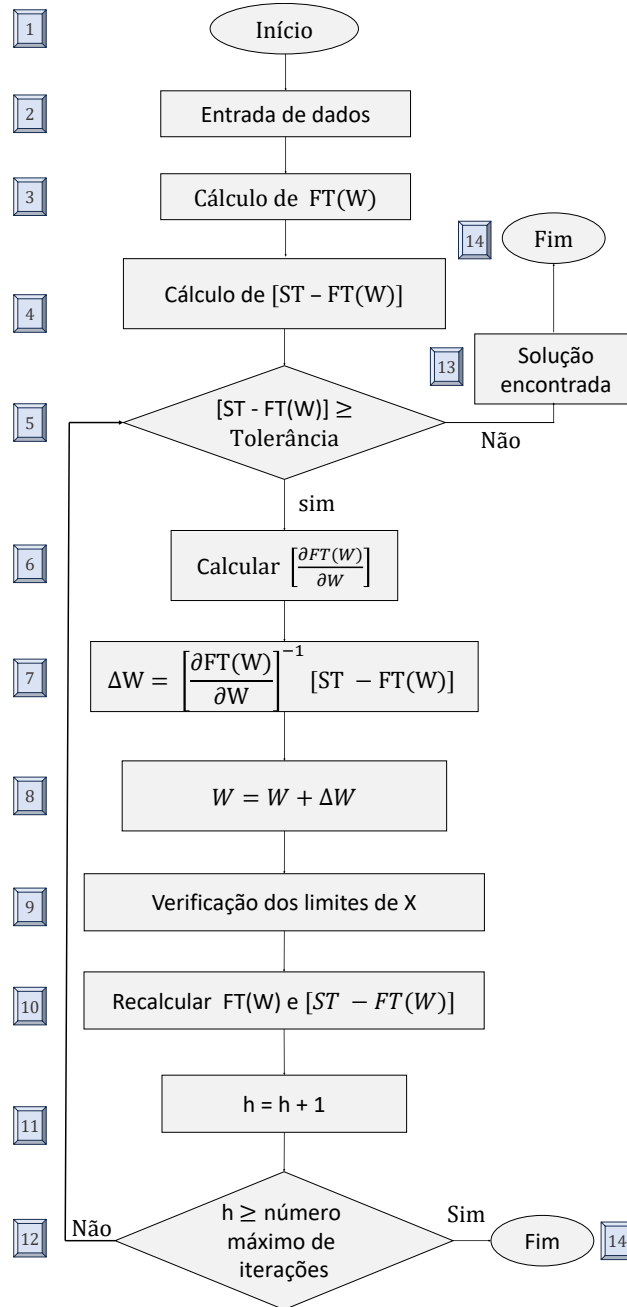 1
Início
2
Entrada de dados
3
Cálculo de FT(W)
14
Fim
4
Cálculo de [ST – FT(W)]
13
Solução
encontrada
5
[ST - FT(W)] ≥
Tolerância
Não
sim
6
Calcular [∂FT(W)/∂W]
7
ΔW = [∂FT(W)/∂W]⁻¹ [ST – FT(W)]
8
W = W + ΔW
9
Verificação dos limites de X
10
Recalcular FT(W) e [ST – FT(W)]
11
h = h + 1
12
Não
h ≥ número
máximo de
iterações
Sim
Fim
14